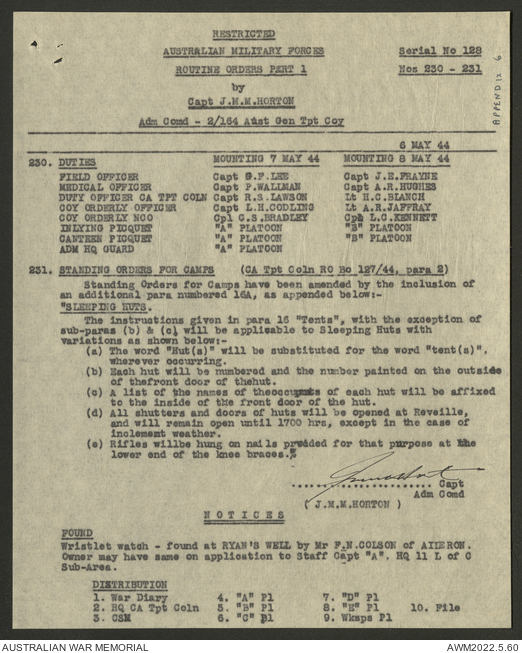 RESTRICTED
AUSTRALIAN MILITARY FORCES Serial No 128
ROUTINE ORDERS PART 1 Nos 230 - 231
APPENDIX 6
by
Capt J.M.M.HORTON
Adm Comd - 2/164 Aust Gen Tpt Coy
6 MAY 44
230. DUTIES MOUNTING 7 MAY 44 MOUNTING 8 MAY 44
FIELD OFFICER Capt G.F.LEE Capt J.E.FRAYNE
MEDICAL OFFICER Capt P.WALLMAN Capt A.R.HUGHES
DUTY OFFICER CA TPT COLN Capt R.S.LAWSON Lt H.C.BLANCH
COY ORDERLY OFFICER Capt L.H.CODLING Lt A.R.JAFFRAY
COY ORDERLY NCO Cpl C.S.BRADLEY Cpl L.C.KENNETT
INLYING PICQUET "A" PLATOON "B" PLATOON
CANTEEN PICQUET "A" PLATOON "B" PLATOON
ADM HQ GUARD "A" PLATOON
231. STANDING ORDERS FOR CAMPS (CA Tpt Coln RO No 127/44, para 2)
Standing Orders for Camps have been amended by the inclusion of
an additional para numbered 16A, as appended below:-
"SLEEPING HUTS.
The instructions given in para 16 "Tents", with the exception of
sub-paras (b) & (c) will be applicable to Sleeping Huts with
variations as shown below:-
(a) The word "Hut(s)" will be substituted for the word "tent(s)",
wherever occurring.
(b) Each hut will be numbered and the number painted on the outside
of thefront door of thehut.
(c) A list of the names of theoccupants of each hut will be affixed
to the inside of the front door of the hut.
(d) All shutters and doors of huts will be opened at Reveille,
and will remain open until 1700 hrs, except in the case of
inclement weather.
(e) Rifles willbe hung on nails provided for that purpose at the
lower end of the knee braces."
Capt
Adm Comd
( J.M.M.HORTON )
NOTICES
FOUND
Wristlet watch - found at RYAN'S WELL by Mr F.N.COLSON of AILERON.
Owner may have same on application to Staff Capt "A", HQ 11 L of C
Sub-Area.
DISTRIBUTION
1. War Diary 4. "A" Pl 7. "D" Pl
2. HQ CA Tpt Coln 5. "B" Pl 8. "E" Pl 10. File
3. CSM 6. "C" Pl 9. Wksps Pl
AUSTRALIAN WAR MEMORIAL AWM2022.5.60